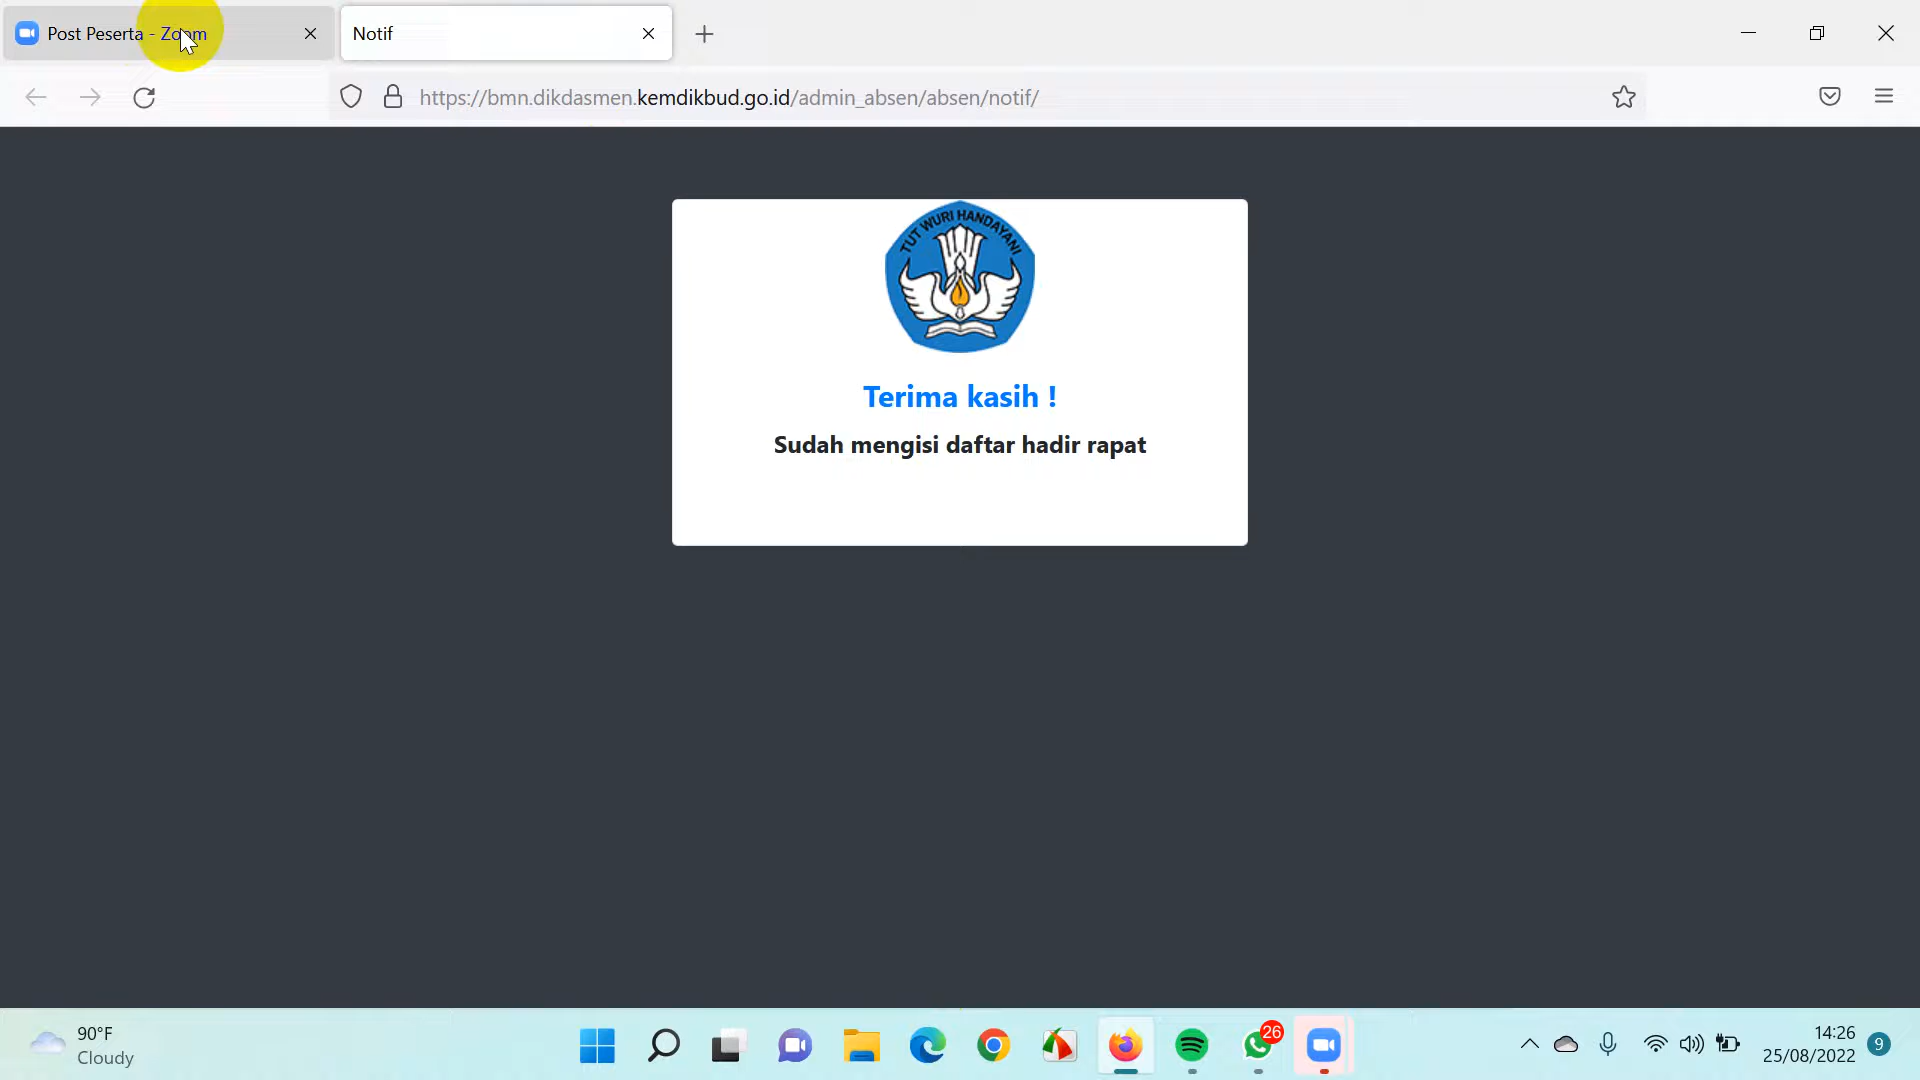 Post Peserta - Zoom
Notif
https://bmn.dikdasmen.kemdikbud.go.id/admin_absen/absen/notif/
TUT WURI HANDAYANI
Terima kasih !
Sudah mengisi daftar hadir rapat
90°F
Cloudy
26
14:26
25/08/2022
9